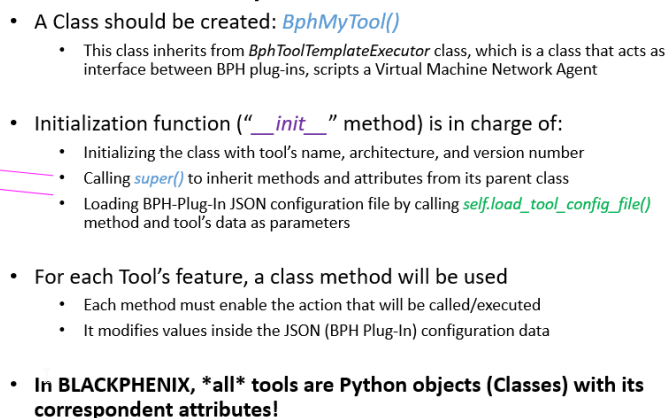 • A Class should be created: BphMyTool()
• This class inherits from BphToolTemplateExecutor class, which is a class that acts as
interface between BPH plug-ins, scripts a Virtual Machine Network Agent
• Initialization function (“__init__” method) is in charge of:
• Initializing the class with tool’s name, architecture, and version number
• Calling super() to inherit methods and attributes from its parent class
• Loading BPH-Plug-In JSON configuration file by calling self.load_tool_config_file()
method and tool’s data as parameters
• For each Tool’s feature, a class method will be used
• Each method must enable the action that will be called/executed
• It modifies values inside the JSON (BPH Plug-In) configuration data
• In BLACKPHENIX, *all* tools are Python objects (Classes) with its
correspondent attributes!